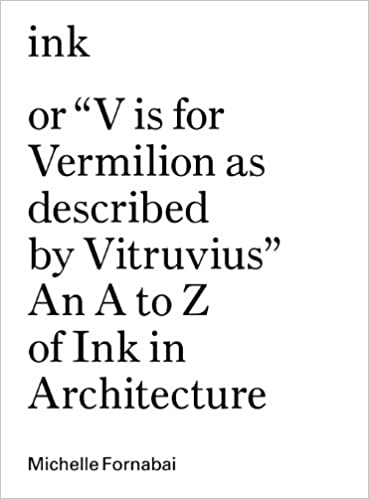 ink
or “V is for
Vermilion as
described
by Vitruvius”
An A to Z
of Ink in
Architecture
Michelle Fornabai